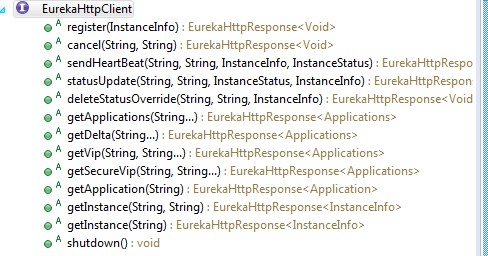 I EurekaHttpClient
A register(InstanceInfo) : EurekaHttpResponse<Void>
A cancel(String, String) : EurekaHttpResponse<Void>
A sendHeartBeat(String, String, InstanceInfo, InstanceStatus) : EurekaHttpRespo
A statusUpdate(String, String, InstanceStatus, InstanceInfo) : EurekaHttpRespon
A deleteStatusOverride(String, String, InstanceInfo) : EurekaHttpResponse<Void
A getApplications(String...) : EurekaHttpResponse<Applications>
A getDelta(String...) : EurekaHttpResponse<Applications>
A getVip(String, String...) : EurekaHttpResponse<Applications>
A getSecureVip(String, String...) : EurekaHttpResponse<Applications>
A getApplication(String) : EurekaHttpResponse<Application>
A getInstance(String, String) : EurekaHttpResponse<InstanceInfo>
A getInstance(String) : EurekaHttpResponse<InstanceInfo>
A shutdown() : void